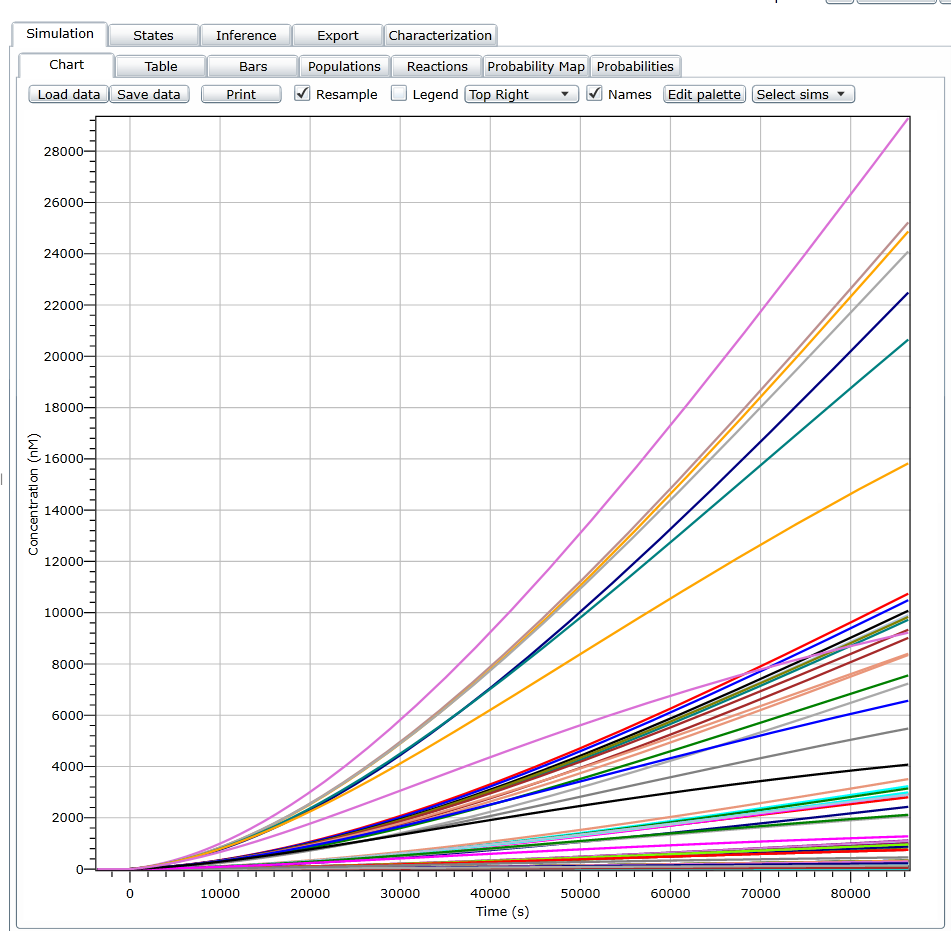 Simulation States Inference Export Characterization
Chart Table Bars Populations Reactions Probability Map Probabilities
Load data Save data Print Resample Legend Top Right Names Edit palette Select sims
28000
26000
24000
22000
20000
18000
16000
14000
12000
10000
8000
6000
4000
2000
0
Concentration (nM)
0 10000 20000 30000 40000 50000 60000 70000 80000
Time (s)